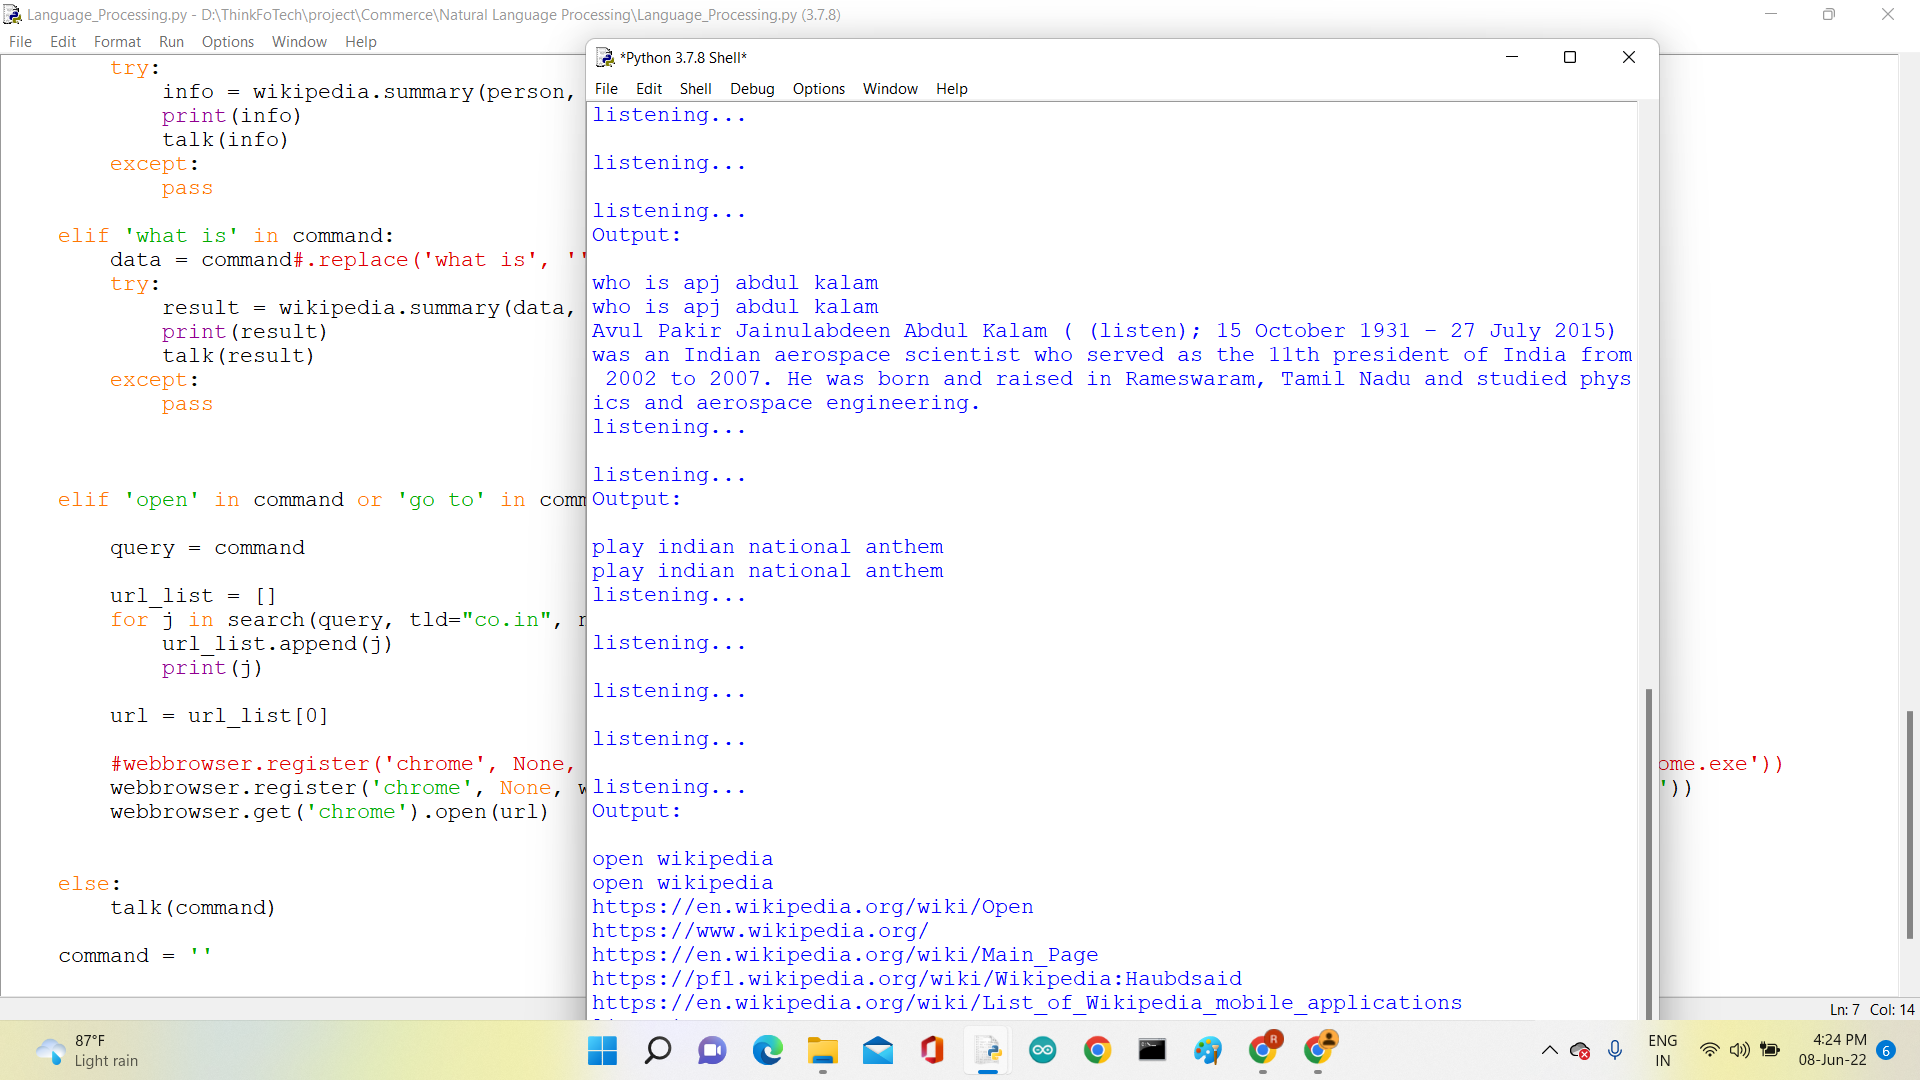 Language_Processing.py - D:\ThinkFoTech\project\Commerce\Natural Language Processing\Language_Processing.py (3.7.8)
File Edit Format Run Options Window Help
try:
info = wikipedia.summary(person,
print(info)
talk(info)
except:
pass
elif 'what is' in command:
data = command#.replace('what is', ''
try:
result = wikipedia.summary(data,
print(result)
talk(result)
except:
pass
elif 'open' in command or 'go to' in comm
query = command
url_list = []
for j in search(query, tld="co.in", n
url_list.append(j)
print(j)
url = url_list[0]
#webbrowser.register('chrome', None,
webbrowser.register('chrome', None, w
webbrowser.get('chrome').open(url)
else:
talk(command)
command = ''
ome.exe'))
'))
Ln: 7 Col: 14
*Python 3.7.8 Shell*
File Edit Shell Debug Options Window Help
listening...
listening...
listening...
Output:
who is apj abdul kalam
who is apj abdul kalam
Avul Pakir Jainulabdeen Abdul Kalam ( (listen); 15 October 1931 – 27 July 2015)
was an Indian aerospace scientist who served as the 11th president of India from
2002 to 2007. He was born and raised in Rameswaram, Tamil Nadu and studied phys
ics and aerospace engineering.
listening...
listening...
Output:
play indian national anthem
play indian national anthem
listening...
listening...
listening...
listening...
listening...
Output:
open wikipedia
open wikipedia
https://en.wikipedia.org/wiki/Open
https://www.wikipedia.org/
https://en.wikipedia.org/wiki/Main_Page
https://pfl.wikipedia.org/wiki/Wikipedia:Haubdsaid
https://en.wikipedia.org/wiki/List_of_Wikipedia_mobile_applications
87°F
Light rain
R
ENG
IN
4:24 PM
08-Jun-22
6